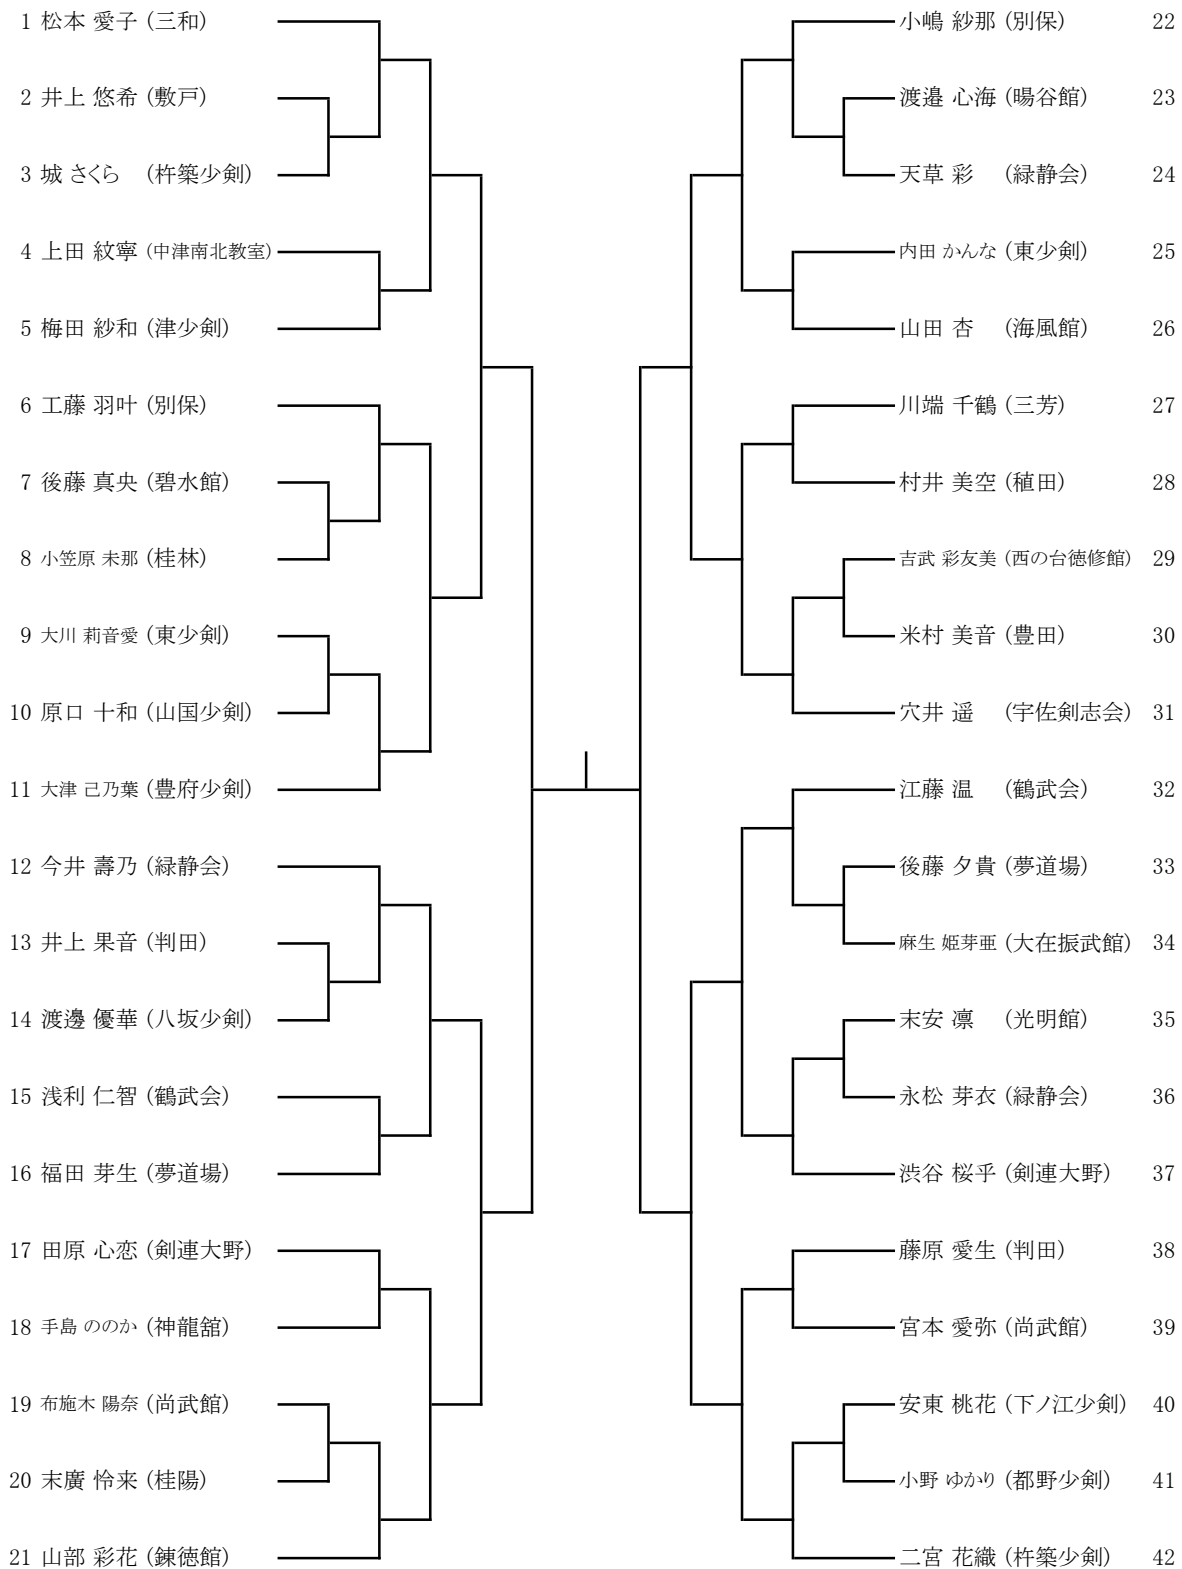 1 松本 愛子 (三和)
2 井上 悠希 (敷戸)
3 城 さくら (杵築少剣)
4 上田 紋寧 (中津南北教室)
5 梅田 紗和 (津少剣)
6 工藤 羽叶 (別保)
7 後藤 真央 (碧水館)
8 小笠原 未那 (桂林)
9 大川 莉音愛 (東少剣)
10 原口 十和 (山国少剣)
11 大津 己乃葉 (豊府少剣)
12 今井 壽乃 (緑静会)
13 井上 果音 (判田)
14 渡邊 優華 (八坂少剣)
15 浅利 仁智 (鶴武会)
16 福田 芽生 (夢道場)
17 田原 心恋 (剣連大野)
18 手島 ののか (神龍舘)
19 布施木 陽奈 (尚武館)
20 末廣 怜来 (桂陽)
21 山部 彩花 (錬徳館)
小嶋 紗那 (別保) 22
渡邉 心海 (暘谷館) 23
天草 彩 (緑静会) 24
内田 かんな (東少剣) 25
山田 杏 (海風館) 26
川端 千鶴 (三芳) 27
村井 美空 (稙田) 28
吉武 彩友美 (西の台徳修館) 29
米村 美音 (豊田) 30
穴井 遥 (宇佐剣志会) 31
江藤 温 (鶴武会) 32
後藤 夕貴 (夢道場) 33
麻生 姫芽亜 (大在振武館) 34
末安 凛 (光明館) 35
永松 芽衣 (緑静会) 36
渋谷 桜乎 (剣連大野) 37
藤原 愛生 (判田) 38
宮本 愛弥 (尚武館) 39
安東 桃花 (下ノ江少剣) 40
小野 ゆかり (都野少剣) 41
二宮 花織 (杵築少剣) 42